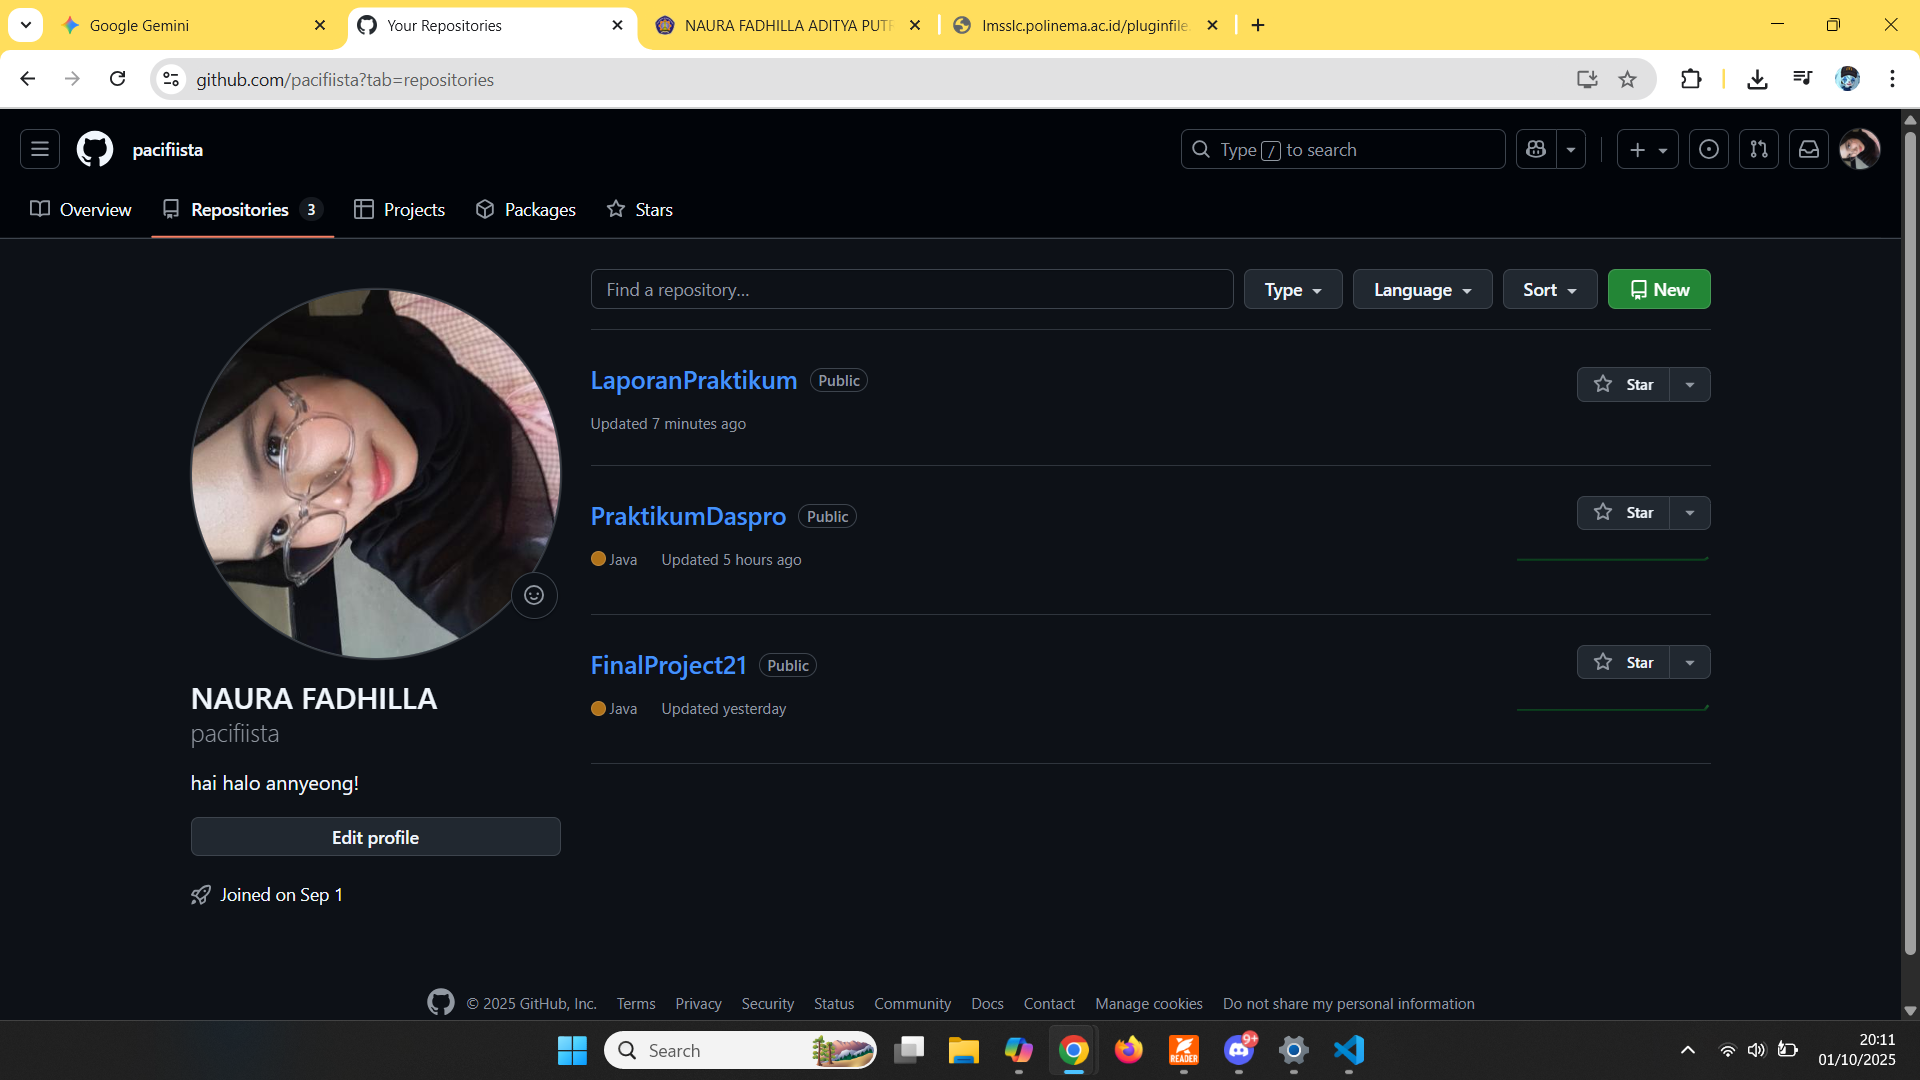 Google Gemini
Your Repositories
NAURA FADHILLA ADITYA PUTR
lmsslc.polinema.ac.id/pluginfile
github.com/pacifiista?tab=repositories
pacifiista
Type / to search
Overview
Repositories 3
Projects
Packages
Stars
Find a repository...
Type
Language
Sort
New
LaporanPraktikum Public
Star
Updated 7 minutes ago
PraktikumDaspro Public
Star
Java Updated 5 hours ago
FinalProject21 Public
Star
Java Updated yesterday
NAURA FADHILLA
pacifiista
hai halo annyeong!
Edit profile
Joined on Sep 1
© 2025 GitHub, Inc. Terms Privacy Security Status Community Docs Contact Manage cookies Do not share my personal information
Search
READER
9+
20:11
01/10/2025